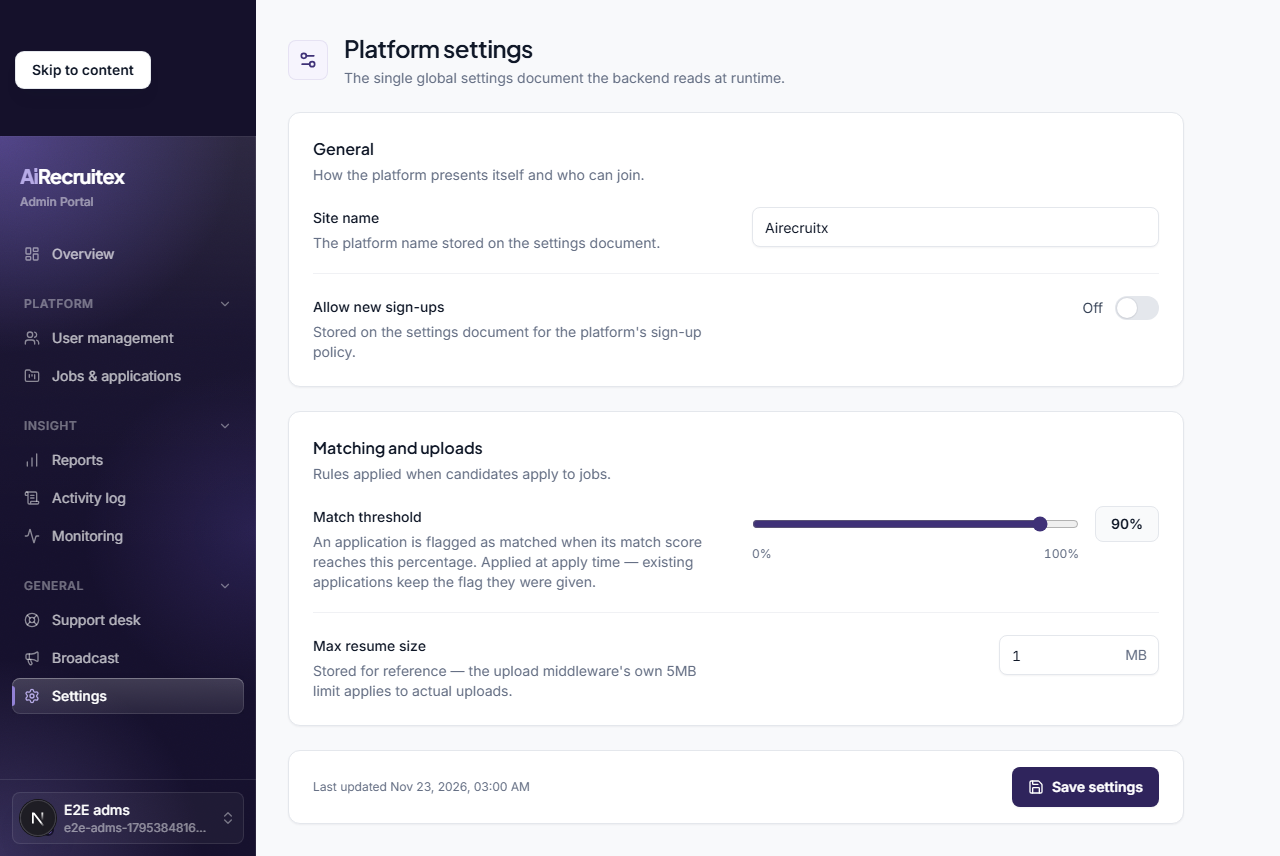 Skip to content
AiRecruitex
Admin Portal
Overview
PLATFORM
User management
Jobs & applications
INSIGHT
Reports
Activity log
Monitoring
GENERAL
Support desk
Broadcast
Settings
N
E2E adms
e2e-adms-1795384816...
Platform settings
The single global settings document the backend reads at runtime.
General
How the platform presents itself and who can join.
Site name
The platform name stored on the settings document.
Airecruitx
Allow new sign-ups
Stored on the settings document for the platform's sign-up
policy.
Off
Matching and uploads
Rules applied when candidates apply to jobs.
Match threshold
An application is flagged as matched when its match score
reaches this percentage. Applied at apply time — existing
applications keep the flag they were given.
90%
0%
100%
Max resume size
Stored for reference — the upload middleware's own 5MB
limit applies to actual uploads.
1
MB
Last updated Nov 23, 2026, 03:00 AM
Save settings